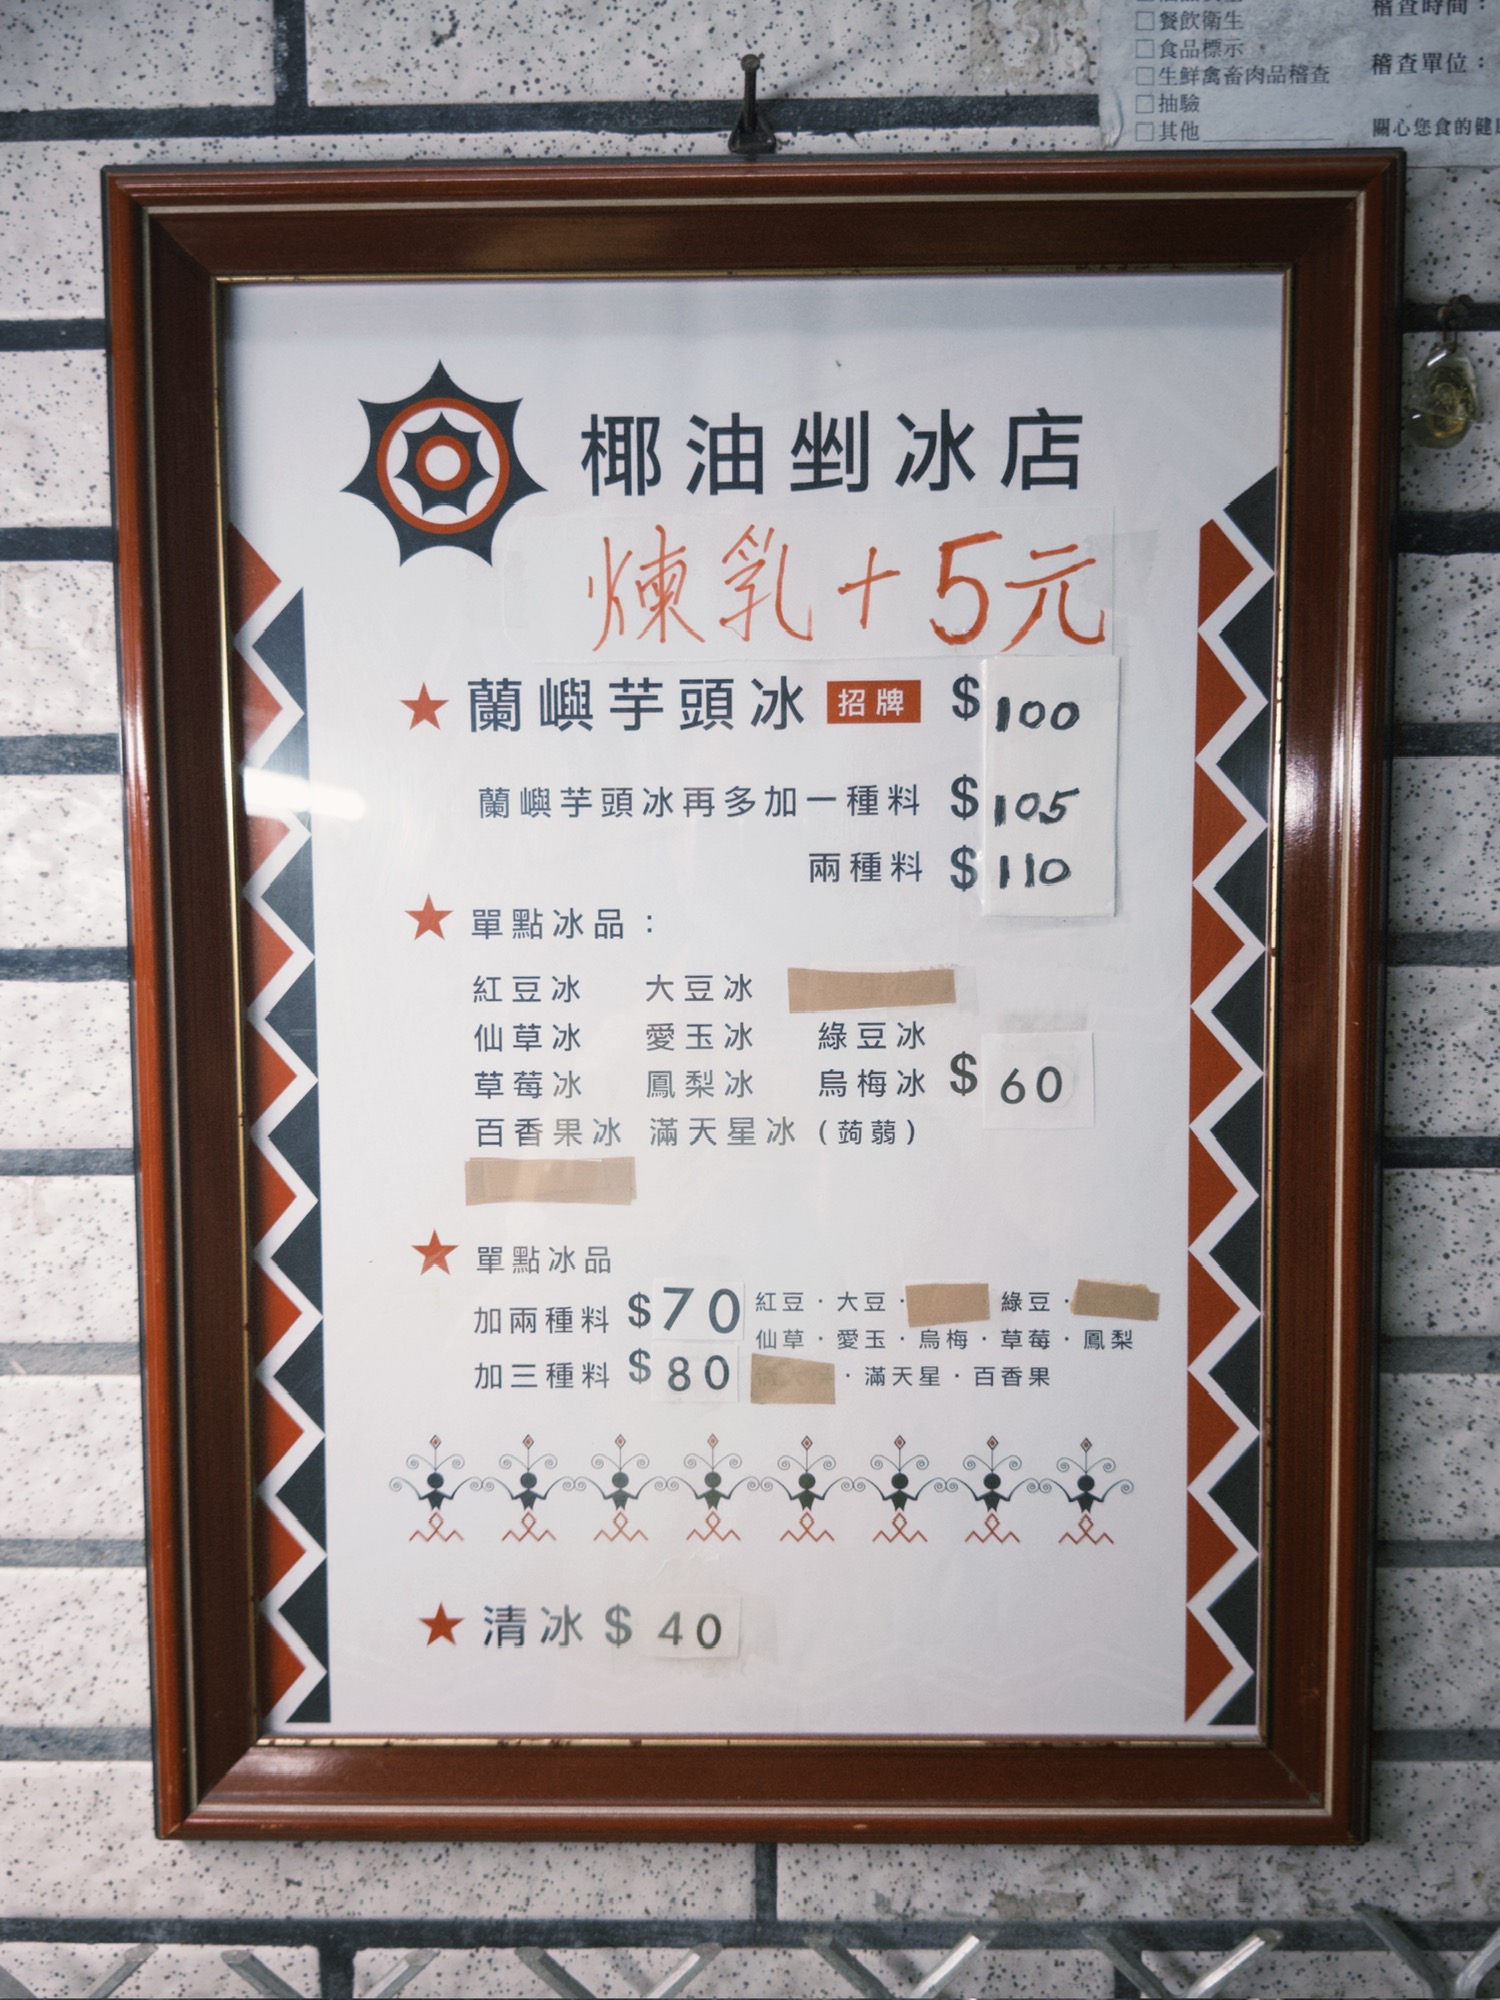 □餐飲衛生
□食品標示
□生鮮禽畜肉品稽查
□抽驗
□其他
稽查時間：
稽查單位：
關心您食的健
椰油剉冰店
煉乳＋5元
★蘭嶼芋頭冰 招牌 $100
蘭嶼芋頭冰再多加一種料 $105
兩種料 $110
★單點冰品：
紅豆冰 大豆冰
仙草冰 愛玉冰 綠豆冰
草莓冰 鳳梨冰 烏梅冰 $60
百香果冰 滿天星冰（蒟蒻）
★單點冰品
加兩種料 $70 紅豆·大豆· 綠豆·
仙草·愛玉·烏梅·草莓·鳳梨
加三種料 $80 ·滿天星·百香果
★清冰 $40